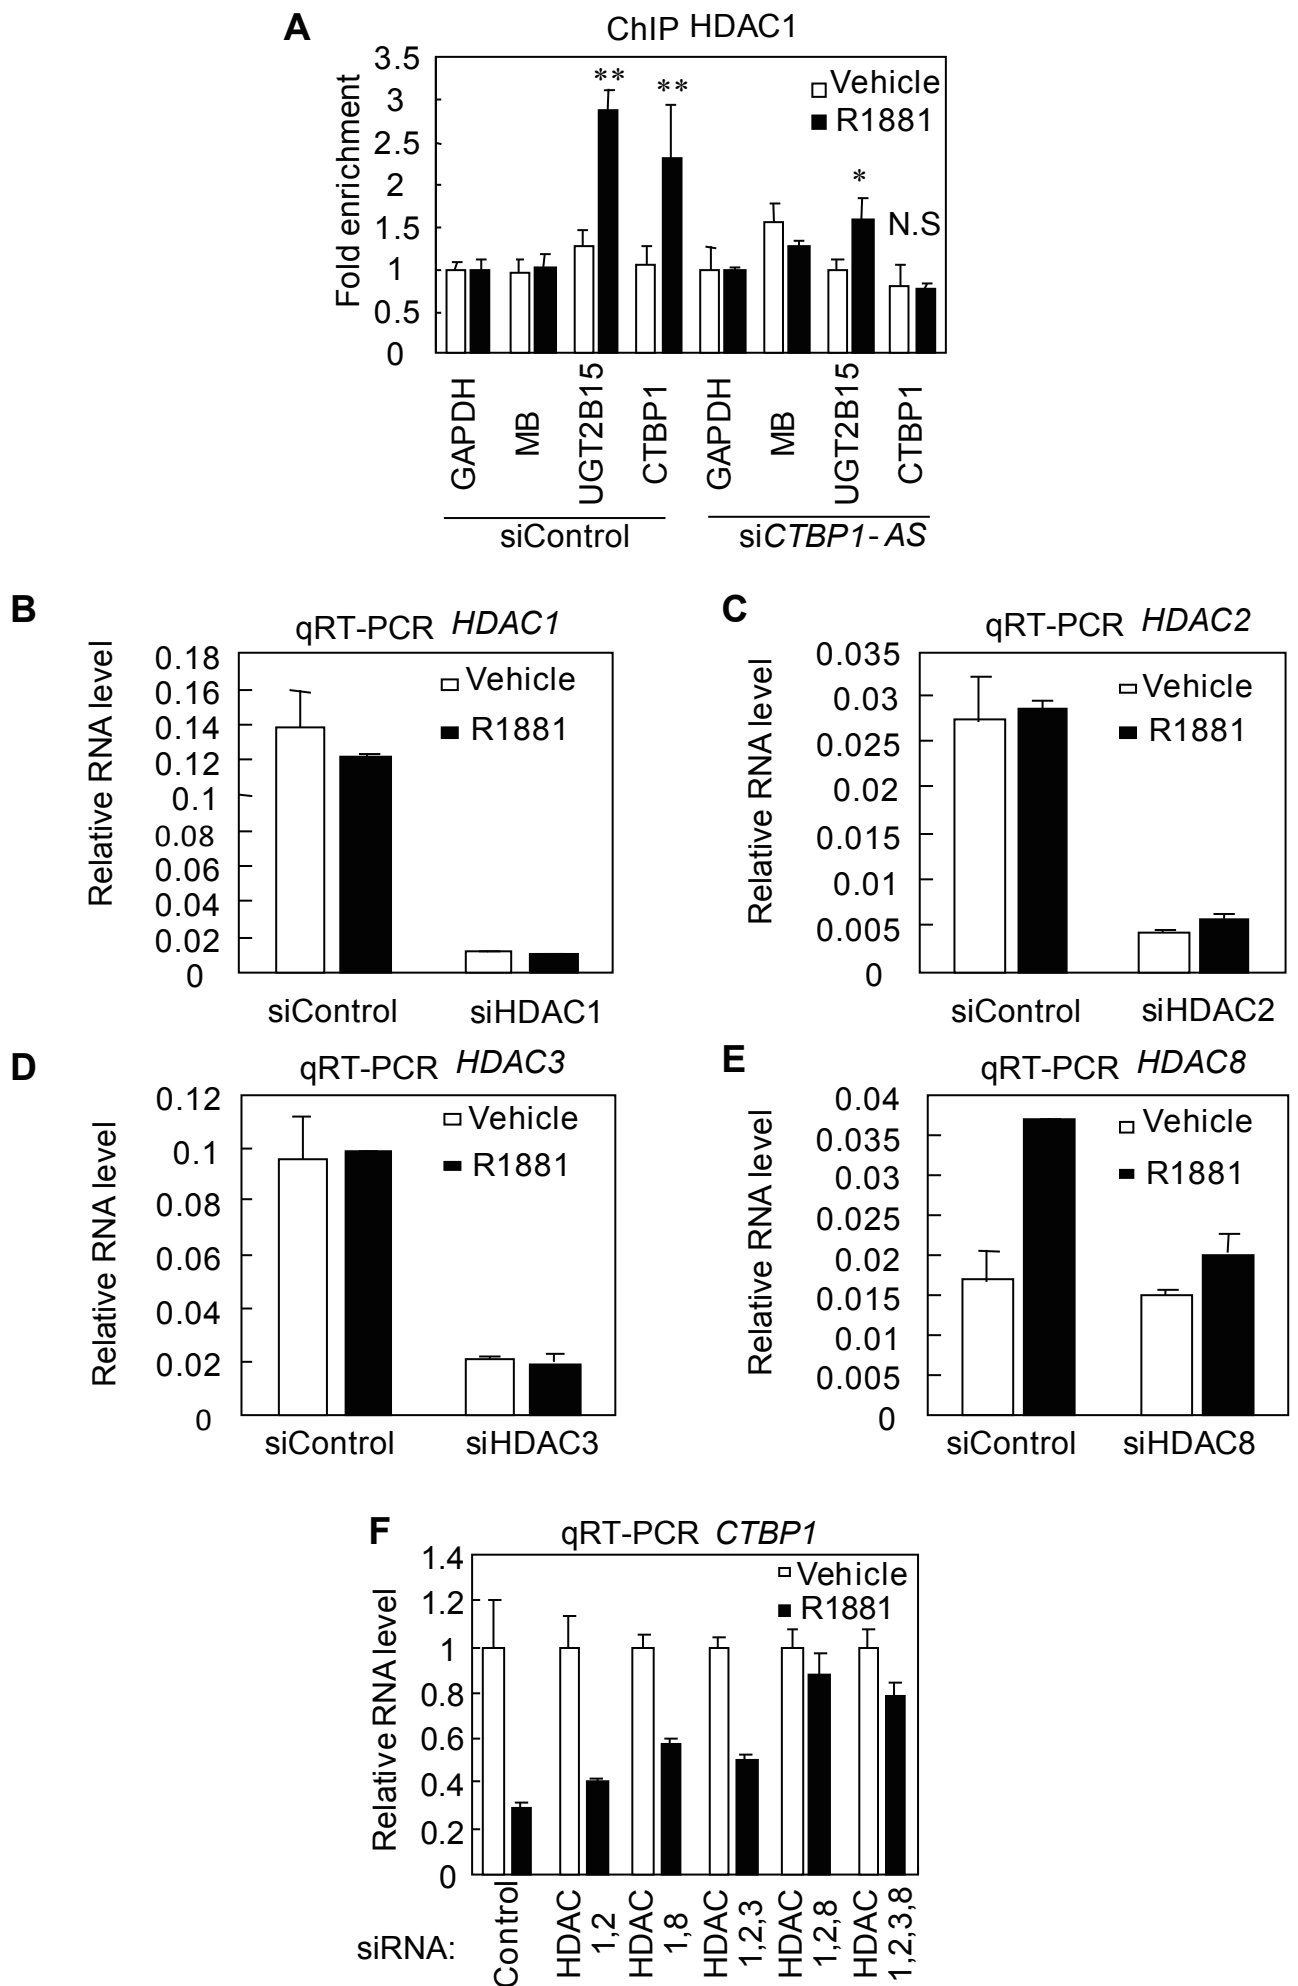 A
ChIP HDAC1
Fold enrichment
3.5
3
2.5
2
1.5
1
0.5
0
Vehicle
R1881
**
**
*
N.S
GAPDH
MB
UGT2B15
CTBP1
GAPDH
MB
UGT2B15
CTBP1
siControl
siCTBP1-AS
B
qRT-PCR HDAC1
Relative RNA level
0.18
0.16
0.14
0.12
0.1
0.08
0.06
0.04
0.02
0
Vehicle
R1881
siControl
siHDAC1
C
qRT-PCR HDAC2
Relative RNA level
0.035
0.03
0.025
0.02
0.015
0.01
0.005
0
Vehicle
R1881
siControl
siHDAC2
D
qRT-PCR HDAC3
Relative RNA level
0.12
0.1
0.08
0.06
0.04
0.02
0
Vehicle
R1881
siControl
siHDAC3
E
qRT-PCR HDAC8
Relative RNA level
0.04
0.035
0.03
0.025
0.02
0.015
0.01
0.005
0
Vehicle
R1881
siControl
siHDAC8
F
qRT-PCR CTBP1
Relative RNA level
1.4
1.2
1
0.8
0.6
0.4
0.2
0
Vehicle
R1881
siRNA:
Control
HDAC
1,2
HDAC
1,8
HDAC
1,2,3
HDAC
1,2,8
HDAC
1,2,3,8